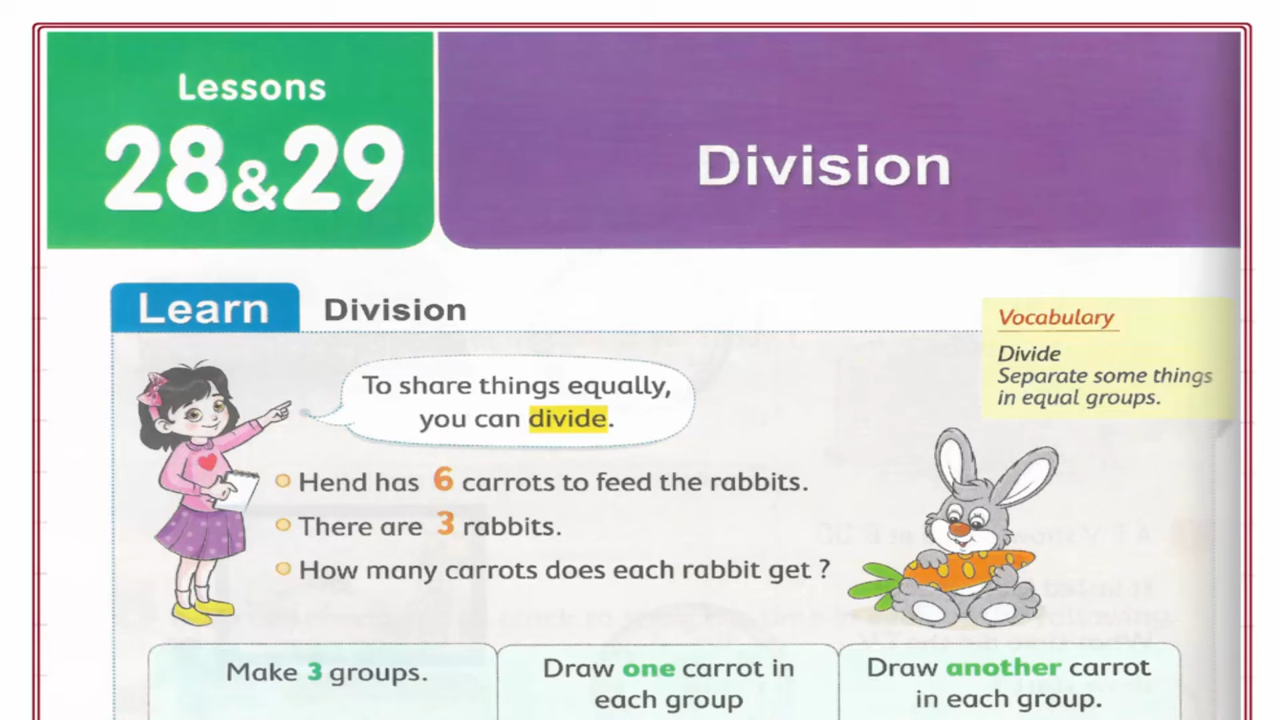 Lessons
28&29
Division
Learn
Division
Vocabulary
Divide
Separate some things
in equal groups.
To share things equally,
you can divide.
Hend has 6 carrots to feed the rabbits.
There are 3 rabbits.
How many carrots does each rabbit get ?
Make 3 groups.
Draw one carrot in
each group
Draw another carrot
in each group.